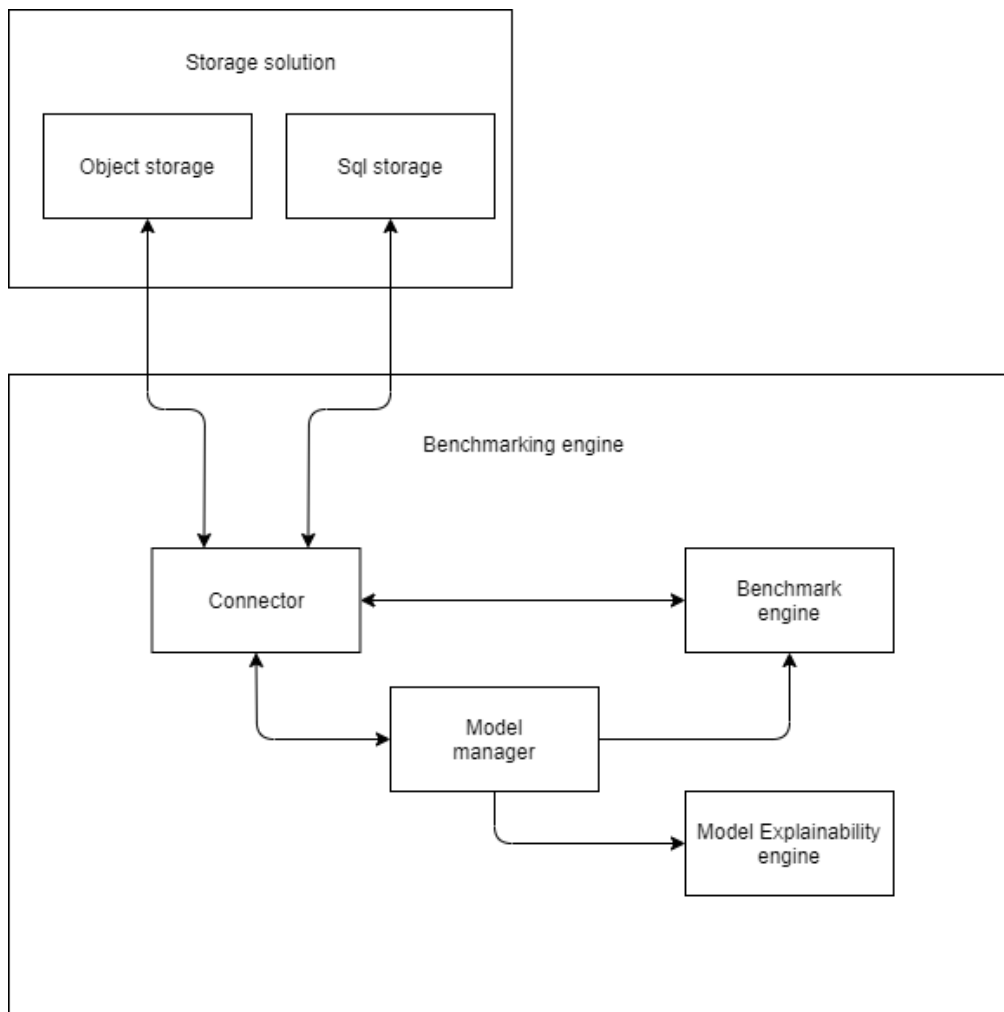 Storage solution
Object storage
Sql storage
Benchmarking engine
Connector
Benchmark
engine
Model
manager
Model Explainability
engine